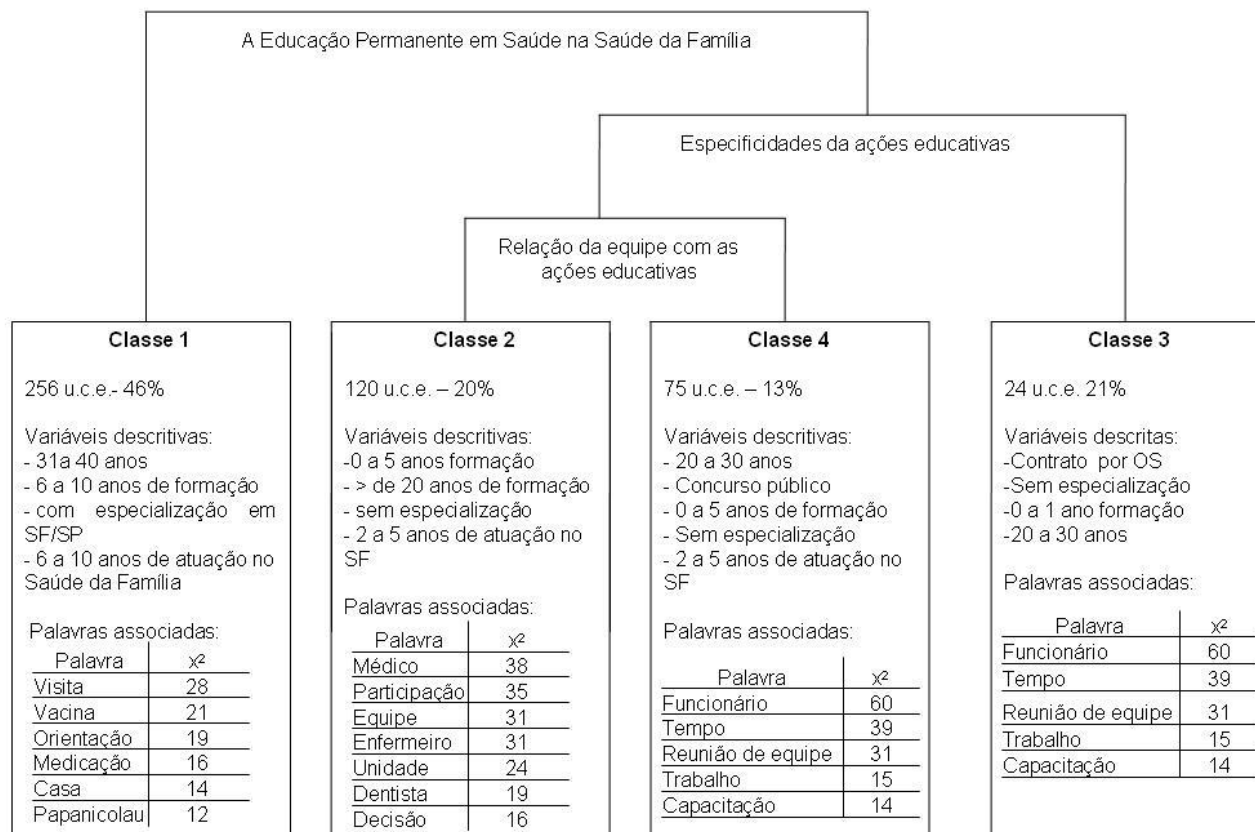 A Educação Permanente em Saúde na Saúde da Família
Especificidades da ações educativas
Relação da equipe com as
ações educativas
Classe 1
256 u.c.e.- 46%
Variáveis descritivas:
- 31a 40 anos
- 6 a 10 anos de formação
- com especialização em
SF/SP
- 6 a 10 anos de atuação no
Saúde da Família
Palavras associadas:
Palavra x²
Visita 28
Vacina 21
Orientação 19
Medicação 16
Casa 14
Papanicolau 12
Classe 2
120 u.c.e. – 20%
Variáveis descritivas:
-0 a 5 anos formação
- > de 20 anos de formação
- sem especialização
- 2 a 5 anos de atuação no
SF
Palavras associadas:
Palavra x²
Médico 38
Participação 35
Equipe 31
Enfermeiro 31
Unidade 24
Dentista 19
Decisão 16
Classe 4
75 u.c.e. – 13%
Variáveis descritivas:
- 20 a 30 anos
- Concurso público
- 0 a 5 anos de formação
- Sem especialização
- 2 a 5 anos de atuação no
SF
Palavras associadas:
Palavra x²
Funcionário 60
Tempo 39
Reunião de equipe 31
Trabalho 15
Capacitação 14
Classe 3
24 u.c.e. 21%
Variáveis descritas:
-Contrato por OS
-Sem especialização
-0 a 1 ano formação
-20 a 30 anos
Palavras associadas:
Palavra x²
Funcionário 60
Tempo 39
Reunião de equipe 31
Trabalho 15
Capacitação 14